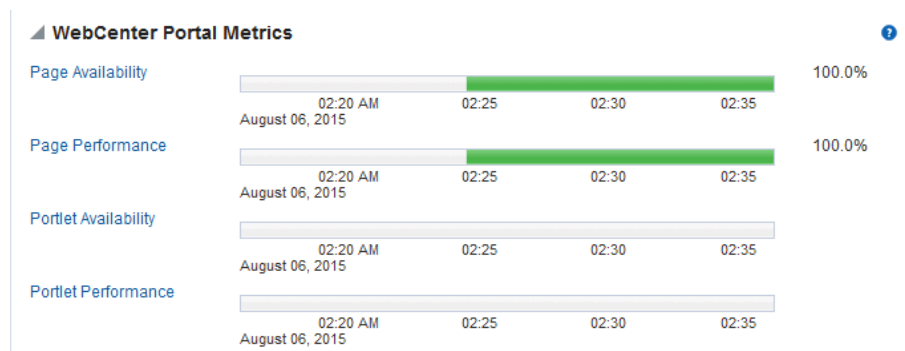 WebCenter Portal Metrics ?
Page Availability 100.0%
02:20 AM 02:25 02:30 02:35
August 06, 2015
Page Performance 100.0%
02:20 AM 02:25 02:30 02:35
August 06, 2015
Portlet Availability
02:20 AM 02:25 02:30 02:35
August 06, 2015
Portlet Performance
02:20 AM 02:25 02:30 02:35
August 06, 2015